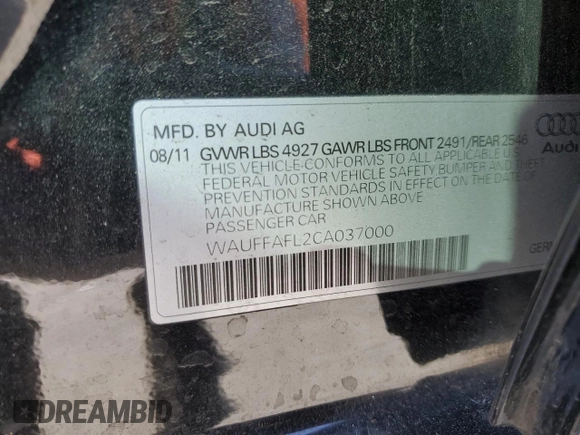 MFD. BY AUDI AG
08/11 GVWR LBS 4927 GAWR LBS FRONT 2491/REAR 2546
THIS VEHICLE CONFORMS TO ALL APPLICABLE U.S.
FEDERAL MOTOR VEHICLE SAFETY BUMPER AND THEFT
PREVENTION STANDARDS IN EFFECT ON THE DATE OF
MANUFACTURE SHOWN ABOVE
PASSENGER CAR
WAUFFAFL2CA037000
Audi
DREAMBID